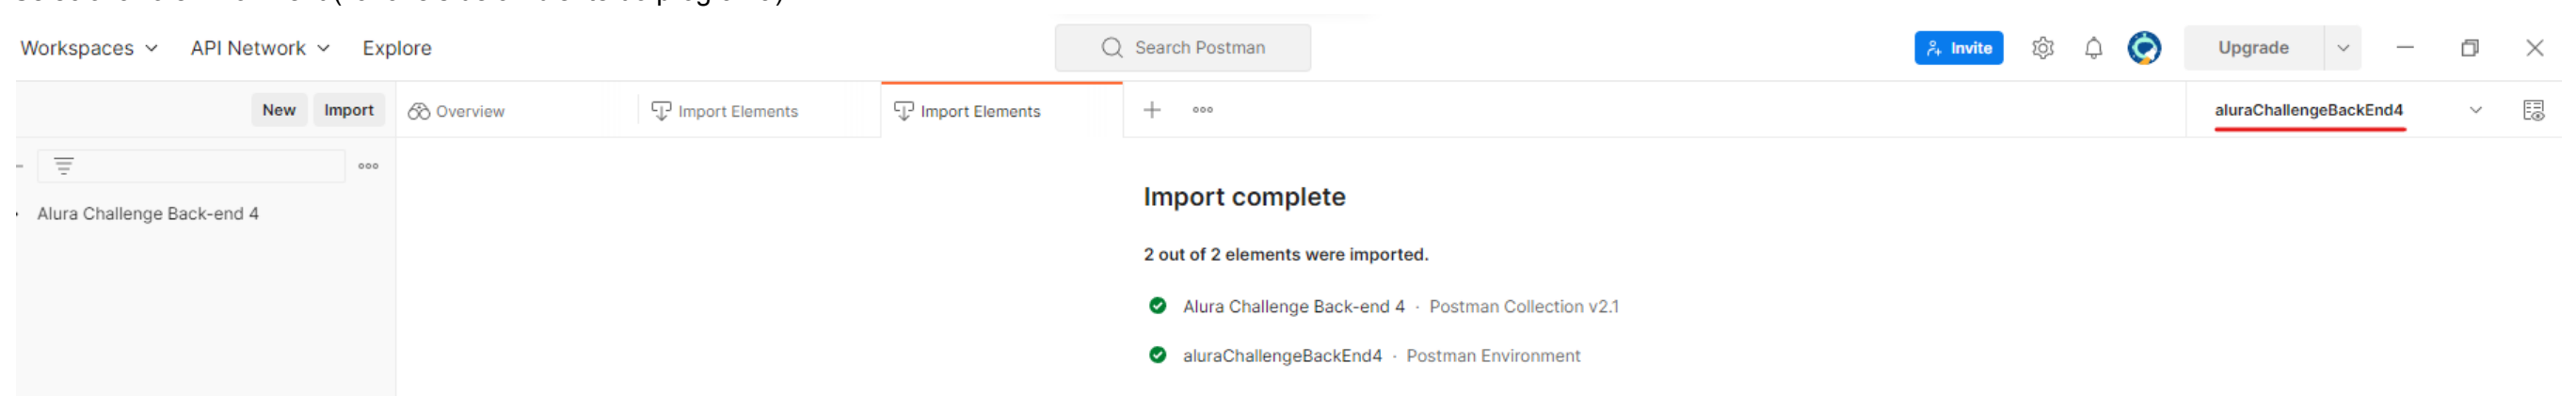 Workspaces API Network Explore Search Postman Invite Upgrade
New Import Overview Import Elements Import Elements aluraChallengeBackEnd4
Alura Challenge Back-end 4
Import complete
2 out of 2 elements were imported.
Alura Challenge Back-end 4 · Postman Collection v2.1
aluraChallengeBackEnd4 · Postman Environment